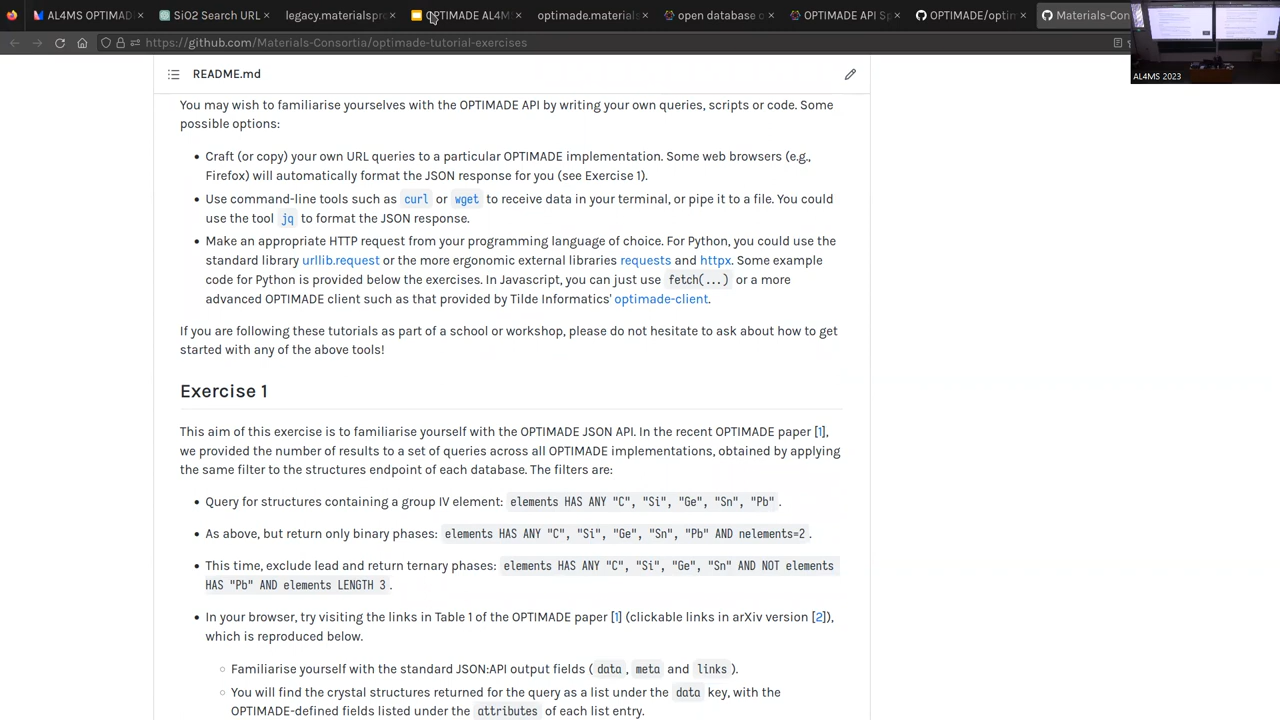 AL4MS OPTIMAD
SiO2 Search URL
legacy.materialspro
OPTIMADE AL4M
optimade.material
open database o
OPTIMADE API Sp
OPTIMADE/optim
Materials-Con
https://github.com/Materials-Consortia/optimade-tutorial-exercises
AL4MS 2023
README.md
You may wish to familiarise yourselves with the OPTIMADE API by writing your own queries, scripts or code. Some
possible options:
• Craft (or copy) your own URL queries to a particular OPTIMADE implementation. Some web browsers (e.g.,
Firefox) will automatically format the JSON response for you (see Exercise 1).
• Use command-line tools such as curl or wget to receive data in your terminal, or pipe it to a file. You could
use the tool jq to format the JSON response.
• Make an appropriate HTTP request from your programming language of choice. For Python, you could use the
standard library urllib.request or the more ergonomic external libraries requests and httpx. Some example
code for Python is provided below the exercises. In Javascript, you can just use fetch(...) or a more
advanced OPTIMADE client such as that provided by Tilde Informatics' optimade-client.
If you are following these tutorials as part of a school or workshop, please do not hesitate to ask about how to get
started with any of the above tools!
Exercise 1
This aim of this exercise is to familiarise yourself with the OPTIMADE JSON API. In the recent OPTIMADE paper [1],
we provided the number of results to a set of queries across all OPTIMADE implementations, obtained by applying
the same filter to the structures endpoint of each database. The filters are:
• Query for structures containing a group IV element: elements HAS ANY "C", "Si", "Ge", "Sn", "Pb" .
• As above, but return only binary phases: elements HAS ANY "C", "Si", "Ge", "Sn", "Pb" AND nelements=2 .
• This time, exclude lead and return ternary phases: elements HAS ANY "C", "Si", "Ge", "Sn" AND NOT elements
HAS "Pb" AND elements LENGTH 3 .
• In your browser, try visiting the links in Table 1 of the OPTIMADE paper [1] (clickable links in arXiv version [2]),
which is reproduced below.
○ Familiarise yourself with the standard JSON:API output fields ( data , meta and links ).
○ You will find the crystal structures returned for the query as a list under the data key, with the
OPTIMADE-defined fields listed under the attributes of each list entry.